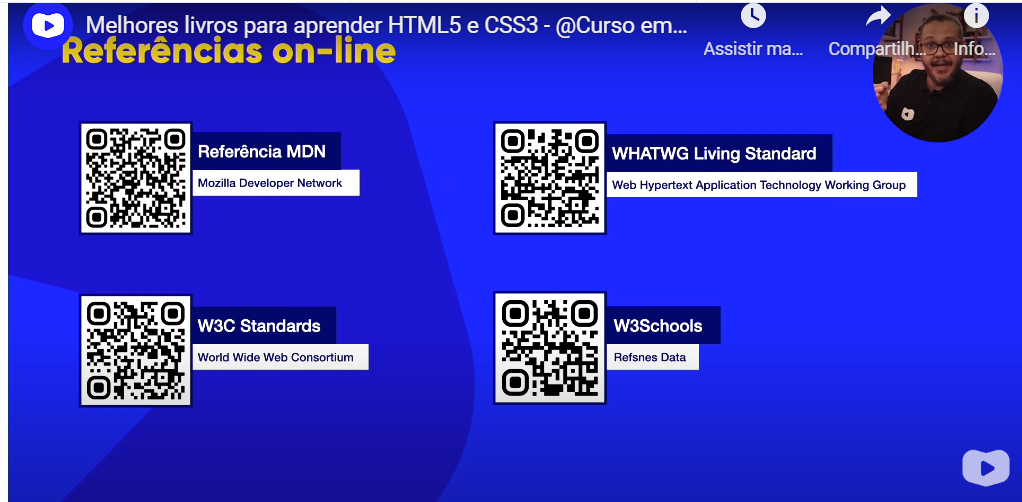 Melhores livros para aprender HTML5 e CSS3 - @Curso em...
Assistir ma...
Compartilh...
Info...
Referências on-line
Referência MDN
Mozilla Developer Network
WHATWG Living Standard
Web Hypertext Application Technology Working Group
W3C Standards
World Wide Web Consortium
W3Schools
Refsnes Data